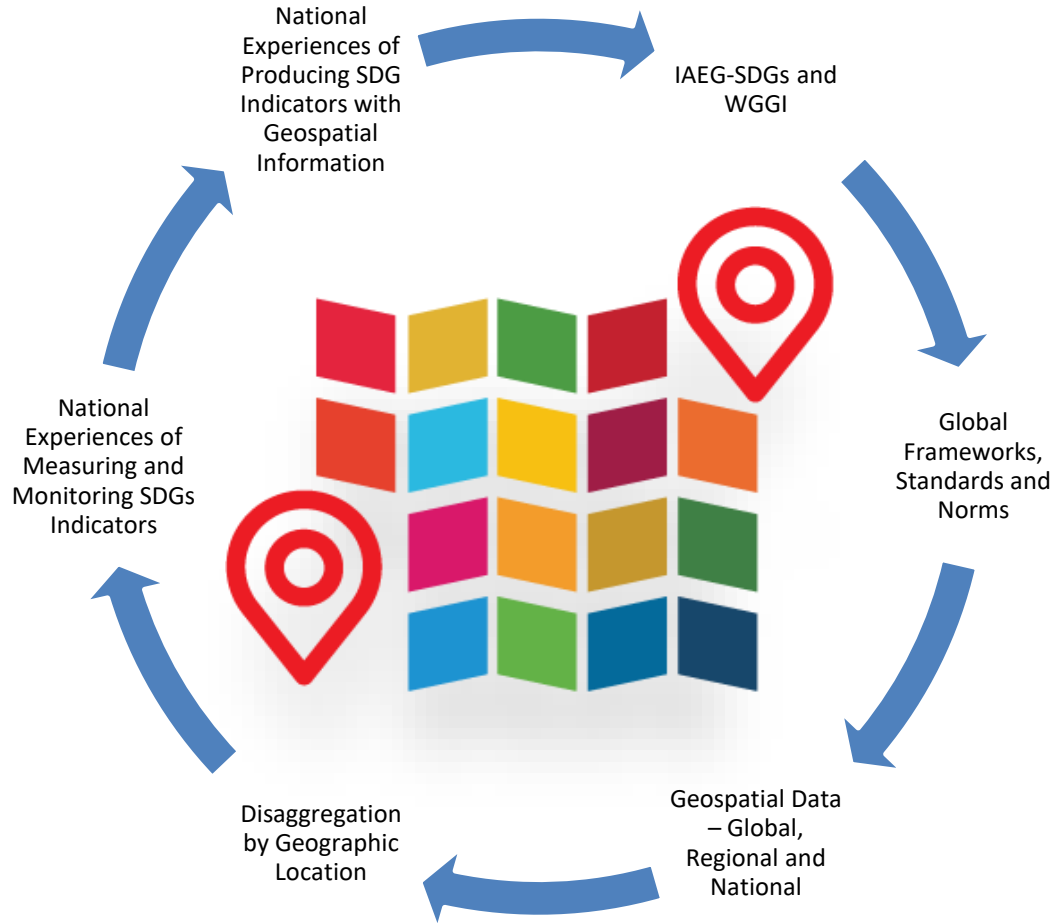 National
Experiences of
Producing SDG
Indicators with
Geospatial
Information
IAEG-SDGs and
WGGI
Global
Frameworks,
Standards and
Norms
Geospatial Data
– Global,
Regional and
National
Disaggregation
by Geographic
Location
National
Experiences of
Measuring and
Monitoring SDGs
Indicators